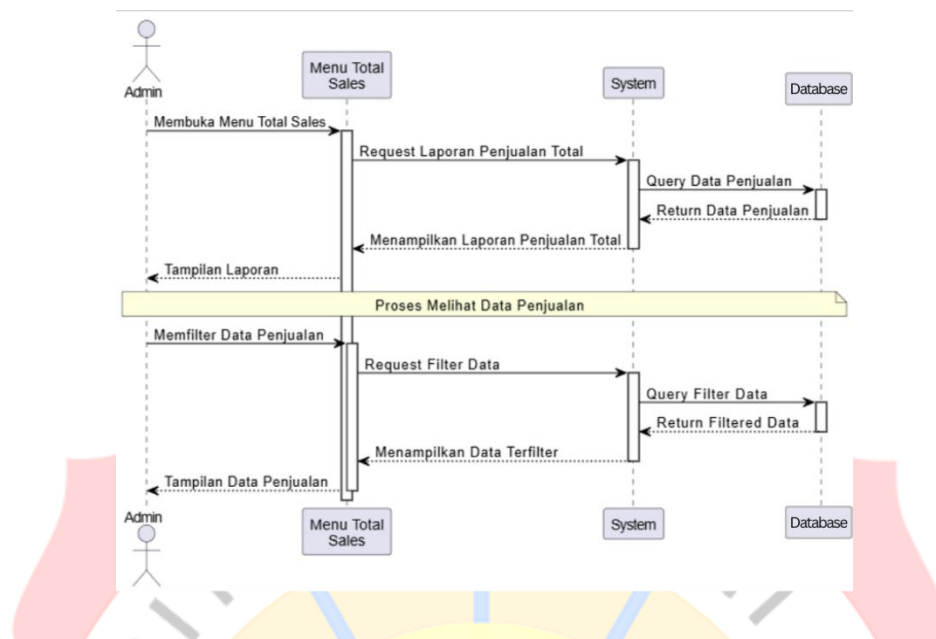 Admin
Menu Total
Sales
System
Database
Membuka Menu Total Sales
Request Laporan Penjualan Total
Query Data Penjualan
Return Data Penjualan
Menampilkan Laporan Penjualan Total
Tampilan Laporan
Proses Melihat Data Penjualan
Memfilter Data Penjualan
Request Filter Data
Query Filter Data
Return Filtered Data
Menampilkan Data Terfilter
Tampilan Data Penjualan
Admin
Menu Total
Sales
System
Database